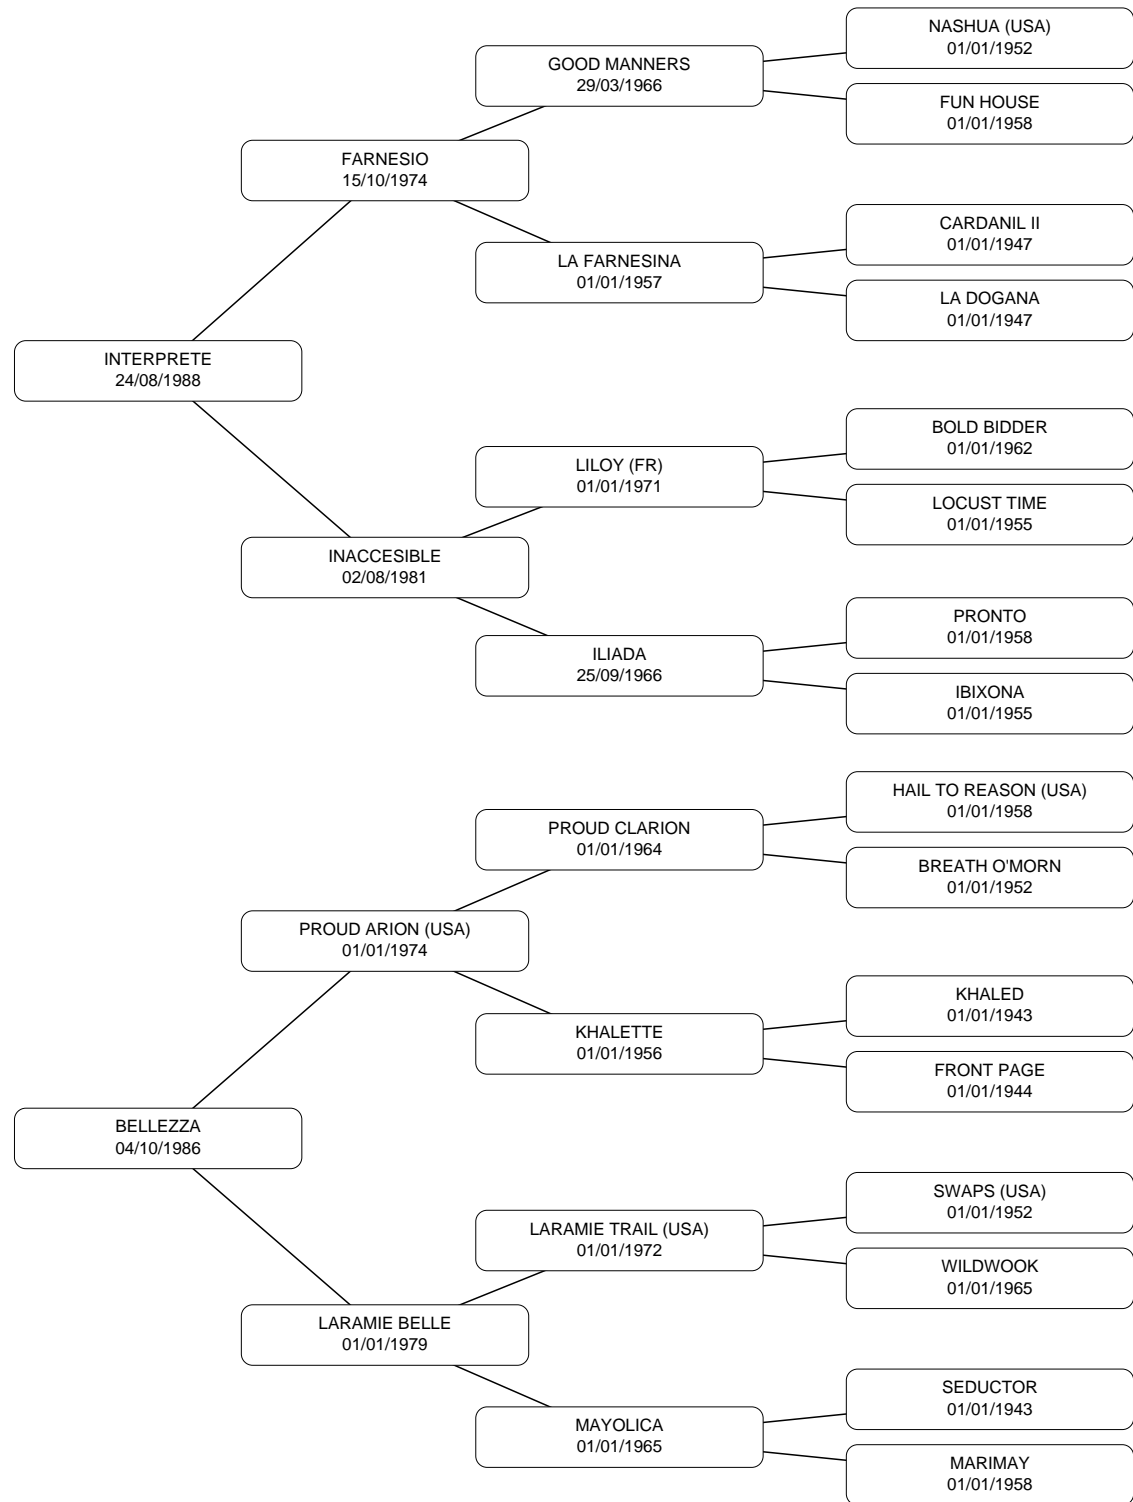 NASHUA (USA)
01/01/1952
GOOD MANNERS
29/03/1966
FUN HOUSE
01/01/1958
FARNESIO
15/10/1974
CARDANIL II
01/01/1947
LA FARNESINA
01/01/1957
LA DOGANA
01/01/1947
INTERPRETE
24/08/1988
BOLD BIDDER
01/01/1962
LILOY (FR)
01/01/1971
LOCUST TIME
01/01/1955
INACCESIBLE
02/08/1981
PRONTO
01/01/1958
ILIADA
25/09/1966
IBIXONA
01/01/1955
HAIL TO REASON (USA)
01/01/1958
PROUD CLARION
01/01/1964
BREATH O'MORN
01/01/1952
PROUD ARION (USA)
01/01/1974
KHALED
01/01/1943
KHALETTE
01/01/1956
FRONT PAGE
01/01/1944
BELLEZZA
04/10/1986
SWAPS (USA)
01/01/1952
LARAMIE TRAIL (USA)
01/01/1972
WILDWOOK
01/01/1965
LARAMIE BELLE
01/01/1979
SEDUCTOR
01/01/1943
MAYOLICA
01/01/1965
MARIMAY
01/01/1958